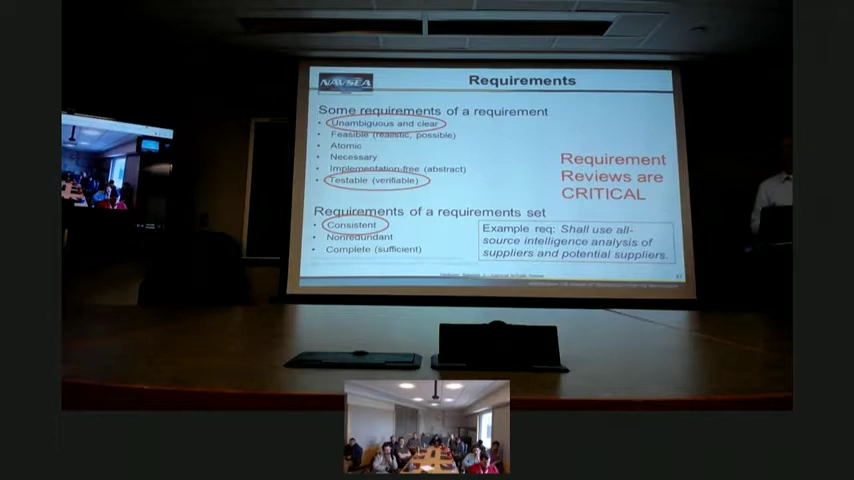 NAVSEA
Requirements
Some requirements of a requirement
• Unambiguous and clear
• Feasible (realistic, possible)
• Atomic
• Necessary
• Implementation-free (abstract)
• Testable (verifiable)
Requirement
Reviews are
CRITICAL
Requirements of a requirements set
• Consistent
• Nonredundant
• Complete (sufficient)
Example req: Shall use all-
source intelligence analysis of
suppliers and potential suppliers.